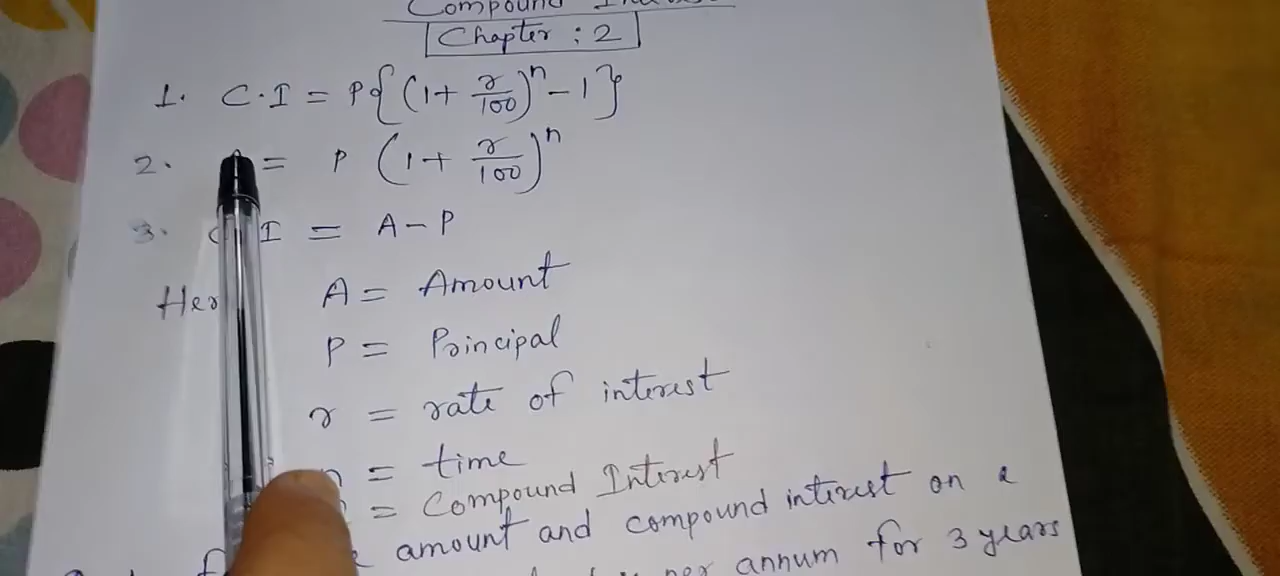 Compound
Chapter : 2
1. C.I = P{(1+ r/100)^n - 1}
2. = P (1+ r/100)^n
3. I = A-P
A = Amount
P = Principal
r = rate of interest
= time
= Compound Interest
amount and compound interest on a
per annum for 3 years